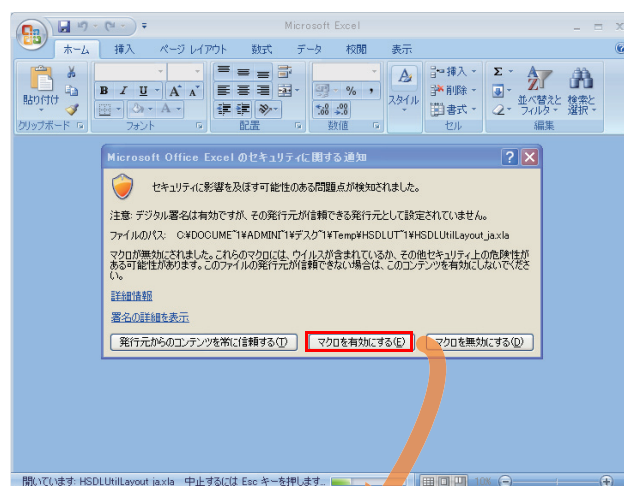 Microsoft Excel
ホーム 挿入 ページ レイアウト 数式 データ 校閲 表示
貼り付け
B I U A A
A
% ,
.00
スタイル
挿入
削除
書式
Σ
並べ替えと
フィルタ
検索と
選択
クリップボード フォント 配置 数値 セル 編集
Microsoft Office Excel のセキュリティに関する通知
セキュリティに影響を及ぼす可能性のある問題点が検知されました。
注意: デジタル署名は有効ですが、その発行元が信頼できる発行元として設定されていません。
ファイルのパス: C:¥DOCUME~1¥ADMINI~1¥デスク~1¥Temp¥HSDLUT~1¥HSDLUtilLayout_ja.xla
マクロが無効にされました。これらのマクロには、ウイルスが含まれているか、その他セキュリティ上の危険性が
ある可能性があります。このファイルの発行元が信頼できない場合は、このコンテンツを有効にしないでくださ
い。
詳細情報
署名の詳細を表示
発行元からのコンテンツを常に信頼する(T) マクロを有効にする(E) マクロを無効にする(D)
開いています: HSDLUtilLayout_ja.xla 中止するには Esc キーを押します..